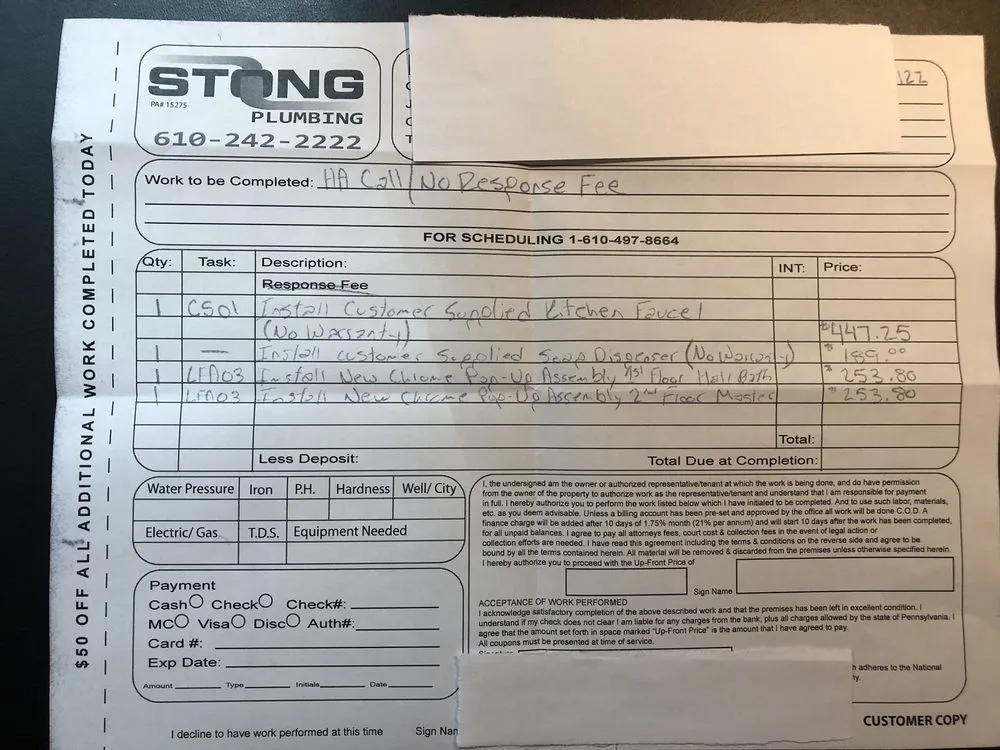 STONG
PA# 15275
PLUMBING
610-242-2222
122
Work to be Completed: HA Call/No Response Fee
FOR SCHEDULING 1-610-497-8664
Qty: Task: Description: INT: Price:
Response Fee
1 CS01 Install Customer Supplied Kitchen Faucet
(No Warranty) $447.25
1 — Install customer Supplied Soap Dispenser (No Warranty) $189.00
1 LFA03 Install New Chrome Pop-Up Assembly 1st Floor Hall Bath $253.80
1 LFA03 Install New Chrome Pop-Up Assembly 2nd Floor Master $253.80
Total:
Less Deposit: Total Due at Completion:
$50 OFF ALL ADDITIONAL WORK COMPLETED TODAY
Water Pressure Iron P.H. Hardness Well/ City
Electric/ Gas T.D.S. Equipment Needed
I, the undersigned am the owner or authorized representative/tenant at which the work is being done, and do have permission
from the owner of the property to authorize work as the representative/tenant and understand that I am responsible for payment
in full. I hereby authorize you to perform the work listed below which I have initialed to be completed. And to use such labor, materials,
etc. as you deem advisable. Unless a billing account has been pre-set and approved by the office all work will be done C.O.D. A
finance charge will be added after 10 days of 1.75% month (21% per annum) and will start 10 days after the work has been completed,
for all unpaid balances. I agree to pay all attorneys fees, court cost & collection fees in the event of legal action or
collection efforts are needed. I have read this agreement including the terms & conditions on the reverse side and agree to be
bound by all the terms contained herein. All material will be removed & discarded from the premises unless otherwise specified herein.
I hereby authorize you to proceed with the Up-Front Price of
Sign Name
ACCEPTANCE OF WORK PERFORMED
I acknowledge satisfactory completion of the above described work and that the premises has been left in excellent condition. I
understand if my check does not clear I am liable for any charges from the bank, plus all charges allowed by the state of Pennsylvania. I
agree that the amount set forth in space marked "Up-Front Price" is the amount that I have agreed to pay.
All coupons must be presented at time of service.
h adheres to the National
ny.
Payment
Cash Check Check#:
MC Visa Disc Auth#:
Card #:
Exp Date:
Amount Type Initials Date
I decline to have work performed at this time Sign Nam
CUSTOMER COPY